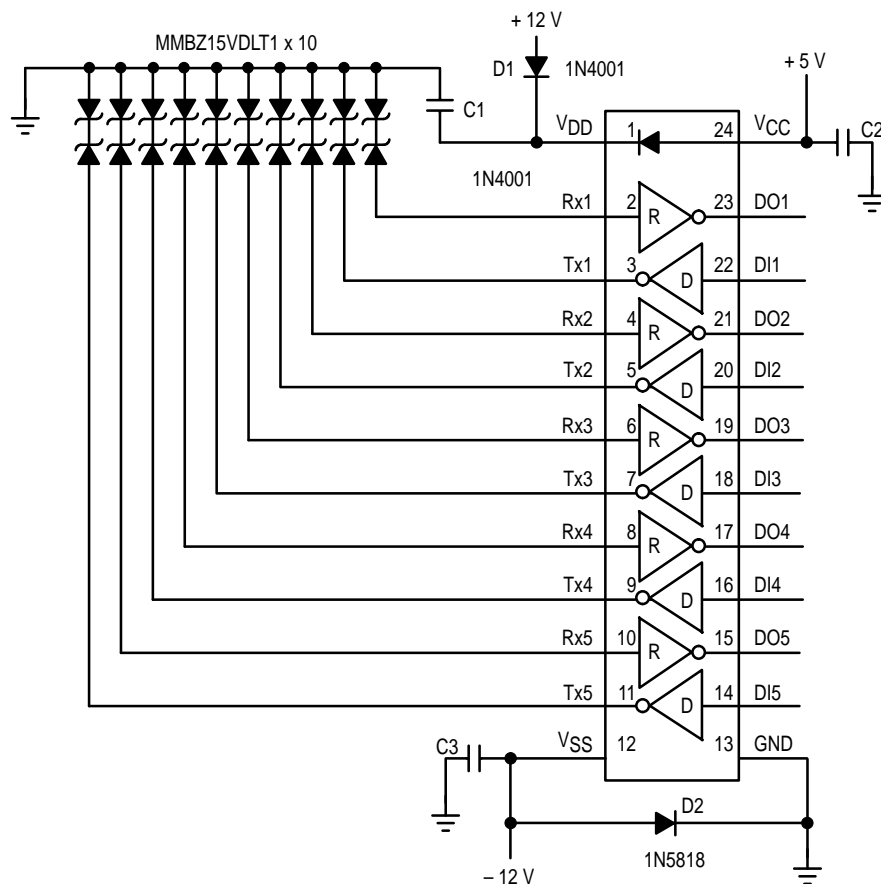 + 12 V
MMBZ15VDLT1 x 10
D1
1N4001
+ 5 V
C1
VDD
1
24
VCC
C2
1N4001
Rx1
2
R
23
DO1
Tx1
3
D
22
DI1
Rx2
4
R
21
DO2
Tx2
5
D
20
DI2
Rx3
6
R
19
DO3
Tx3
7
D
18
DI3
Rx4
8
R
17
DO4
Tx4
9
D
16
DI4
Rx5
10
R
15
DO5
Tx5
11
D
14
DI5
C3
VSS
12
13
GND
D2
1N5818
– 12 V